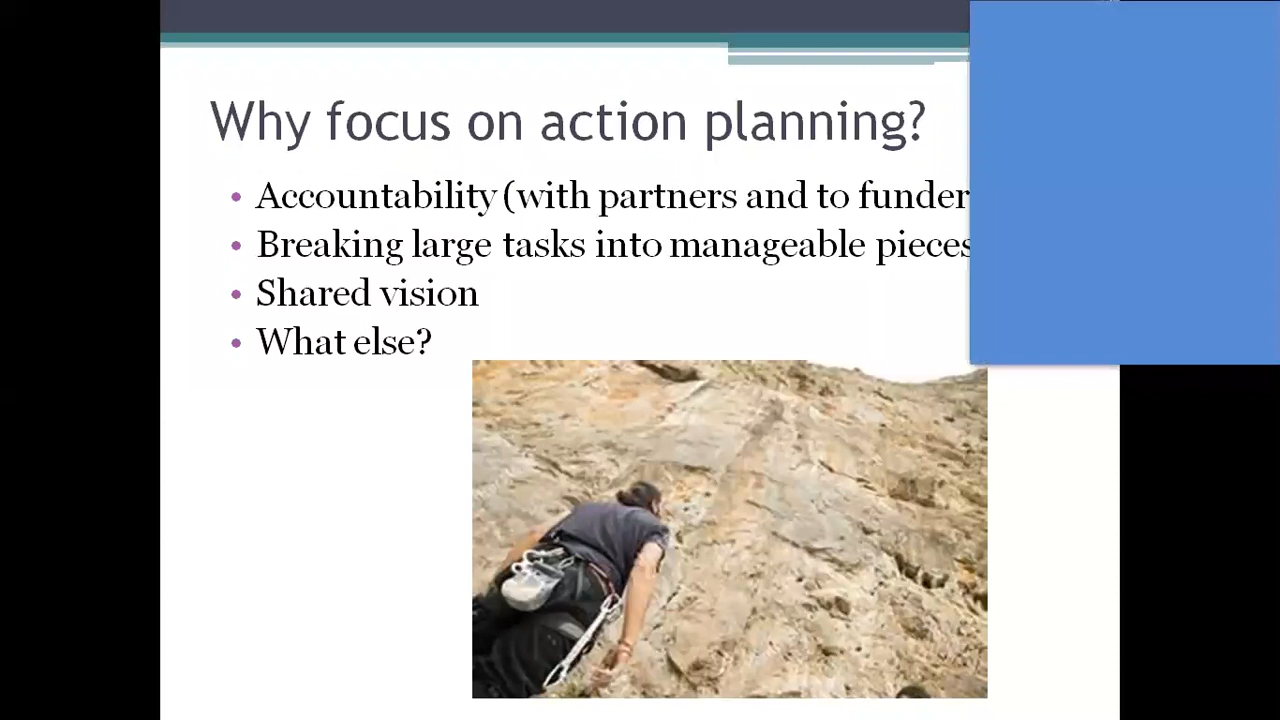 Why focus on action planning?
Accountability (with partners and to funder
Breaking large tasks into manageable pieces
Shared vision
What else?